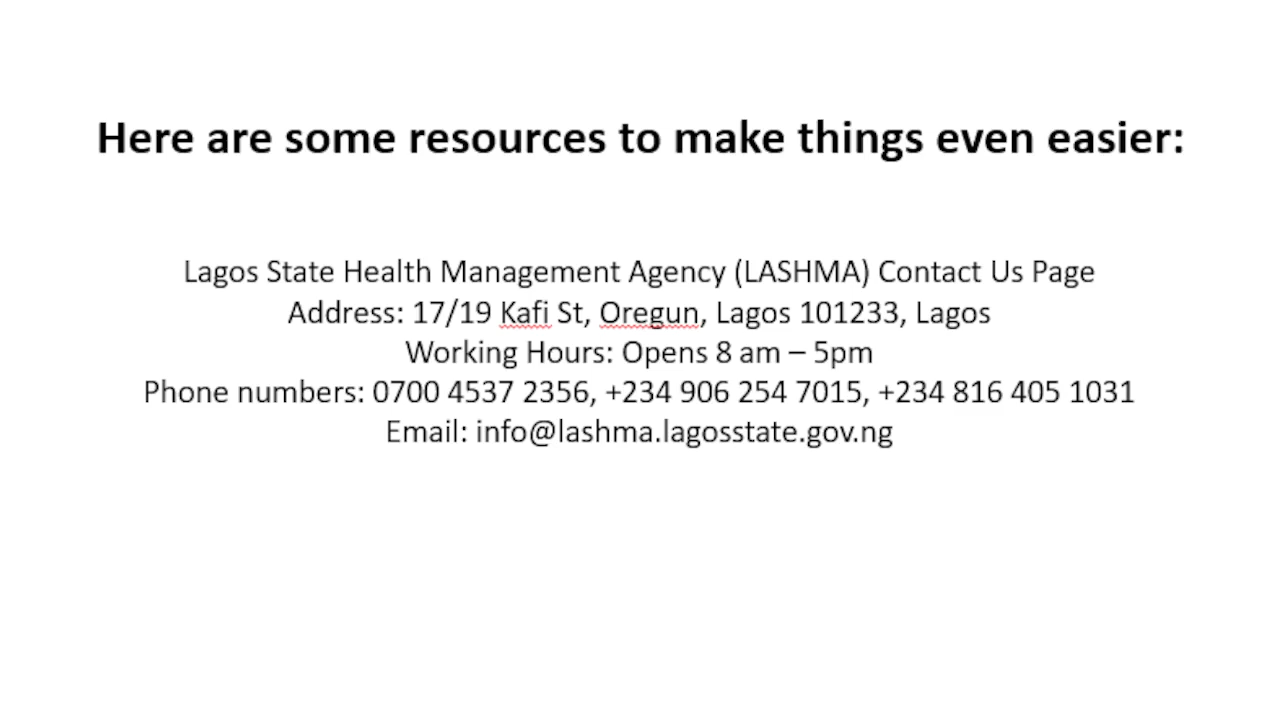 Here are some resources to make things even easier:
Lagos State Health Management Agency (LASHMA) Contact Us Page
Address: 17/19 Kafi St, Oregun, Lagos 101233, Lagos
Working Hours: Opens 8 am – 5pm
Phone numbers: 0700 4537 2356, +234 906 254 7015, +234 816 405 1031
Email: info@lashma.lagosstate.gov.ng